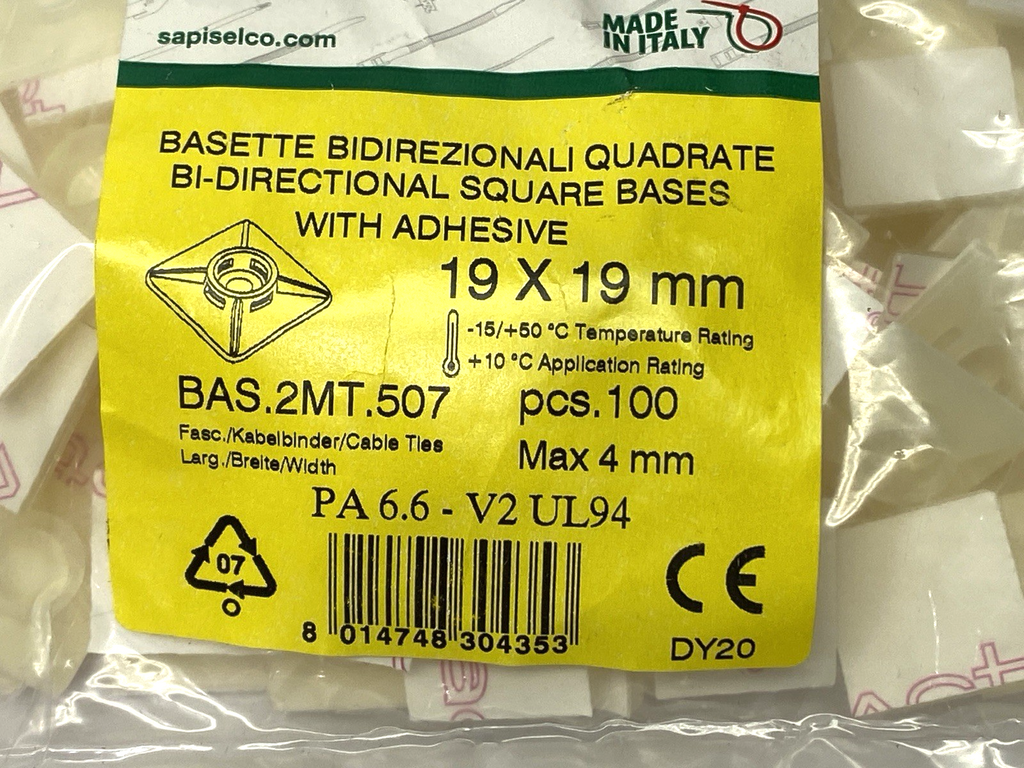 sapiselco.com
MADE
IN ITALY
BASETTE BIDIREZIONALI QUADRATE
BI-DIRECTIONAL SQUARE BASES
WITH ADHESIVE
19 X 19 mm
-15/+50 °C Temperature Rating
+10 °C Application Rating
BAS.2MT.507
pcs.100
Fasc./Kabelbinder/Cable Ties
Larg./Breite/Width
Max 4 mm
PA 6.6 - V2 UL94
07
CE
8 014748 304353
DY20